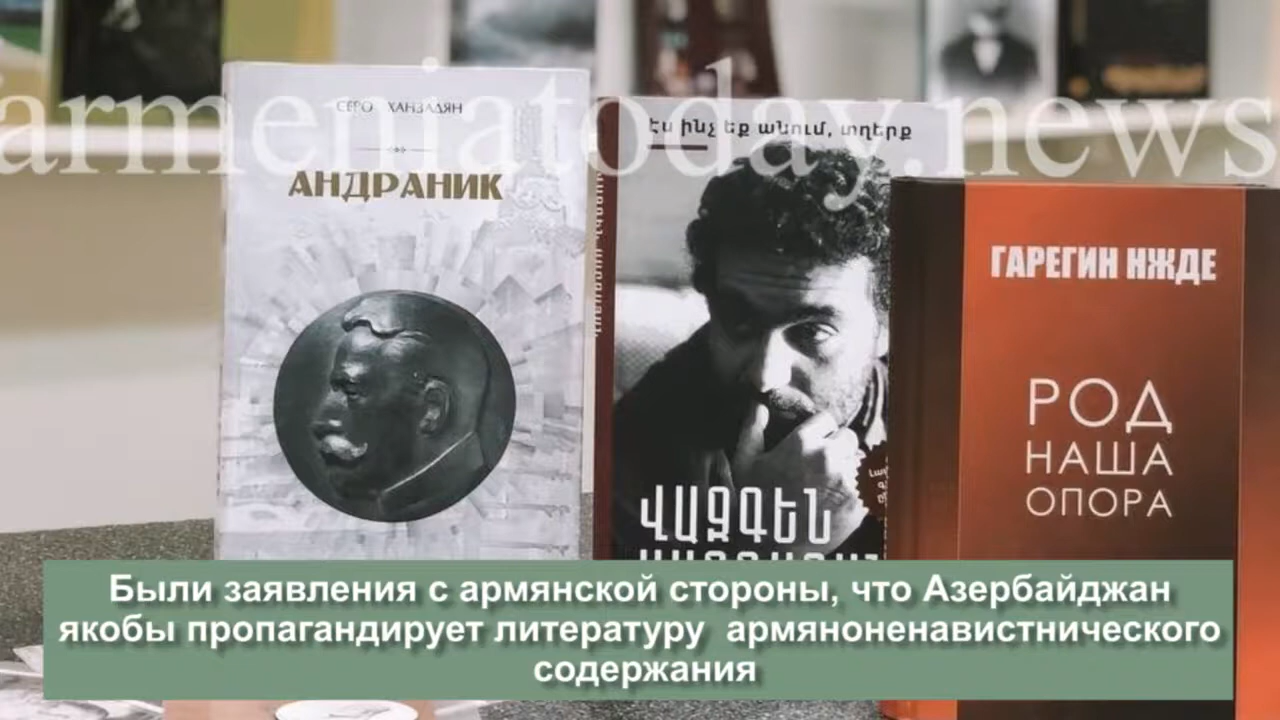 armeniatoday.news
СЕРО ХАНЗАДЯН
АНДРАНИК
Էս ինչ եք անում, տղերք
ՎԱԶԳԵՆ
ГАРЕГИН НЖДЕ
РОД
НАША
ОПОРА
Были заявления с армянской стороны, что Азербайджан
якобы пропагандирует литературу армяноненавистнического
содержания